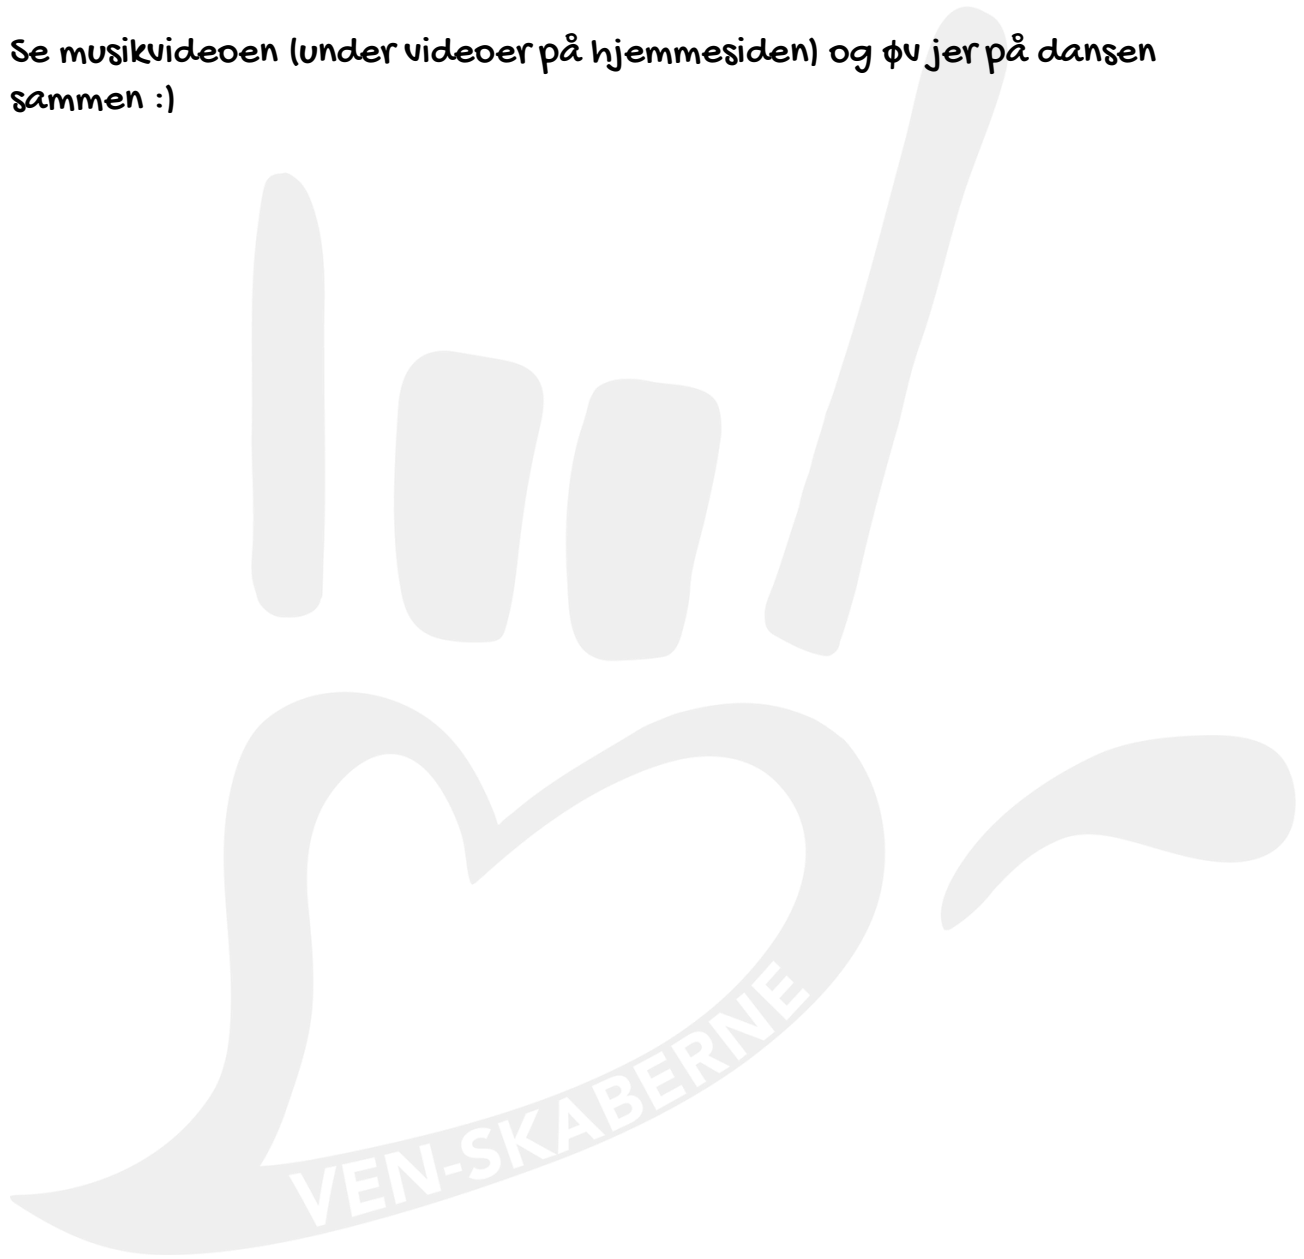 Se musikvideoen (under videoer på hjemmesiden) og øv jer på dansen
sammen :)
VEN-SKABERNE